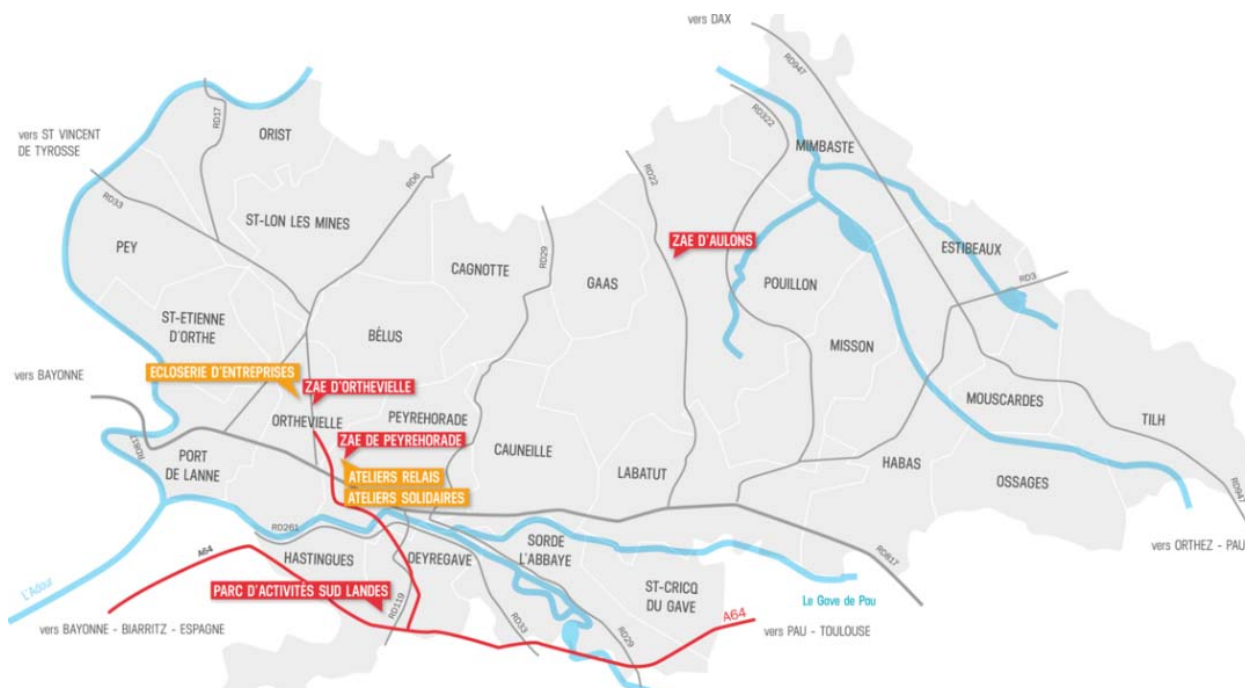 vers DAX
RD947
RD17
ORIST
RD322
vers ST VINCENT
DE TYROSSE
MIMBASTE
RD6
RD22
RD33
ST-LON LES MINES
PEY
ZAE D'AULONS
ESTIBEAUX
RD29
CAGNOTTE
RD3
GAAS
POUILLON
ST-ETIENNE
D'ORTHE
BÉLUS
MISSON
ECLOSERIE D'ENTREPRISES
vers BAYONNE
ZAE D'ORTHEVILLE
MOUSCARDES
ORTHEVIELLE
PEYREHORADE
TILH
ZAE DE PEYREHORADE
CAUNEILLE
RD817
PORT
DE LANNE
HABAS
LABATUT
ATELIERS RELAIS
OSSAGES
ATELIERS SOLIDAIRES
RD947
RD261
SORDE
L'ABBAYE
vers ORTHEZ - PAU
A64
HASTINGUES
OEYREGAVE
RD817
L'Adour
PARC D'ACTIVITÉS SUD LANDES
ST-CRICQ
DU GAVE
Le Gave de Pau
RD119
A64
vers BAYONNE - BIARRITZ - ESPAGNE
RD33
RD29
vers PAU - TOULOUSE